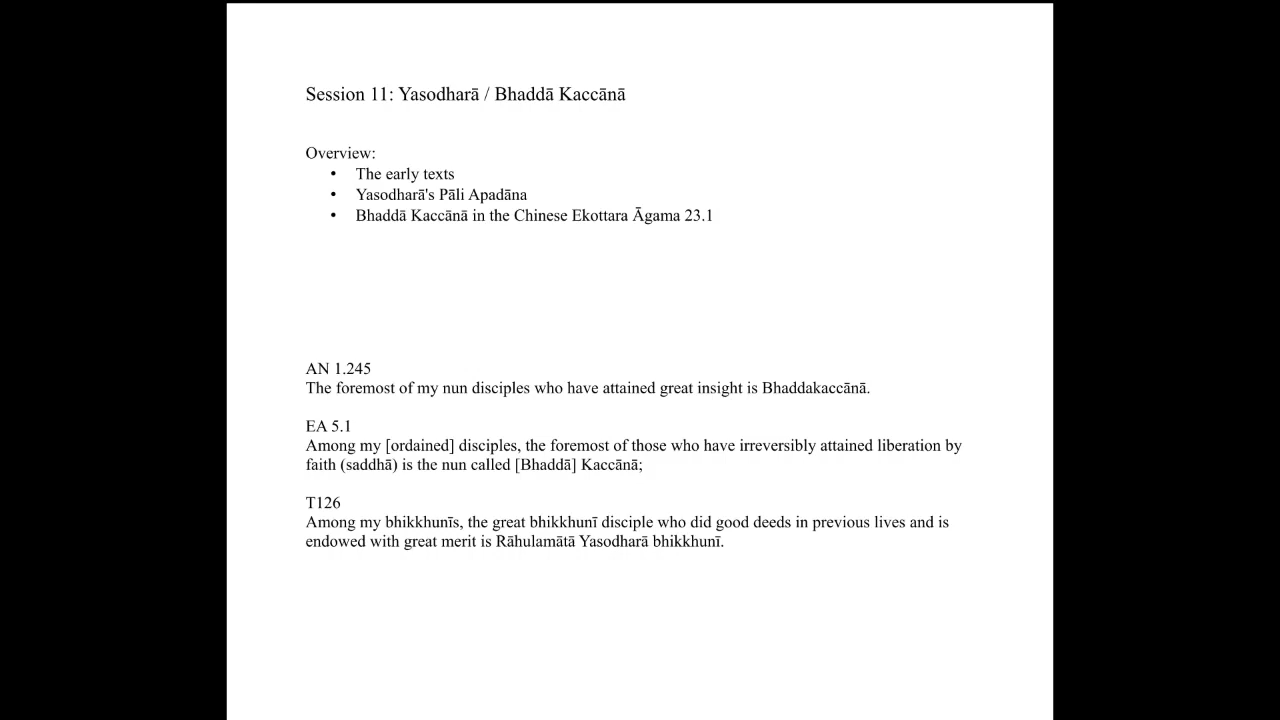 Session 11: Yasodharā / Bhaddā Kaccānā
Overview:
• The early texts
• Yasodharā's Pāli Apadāna
• Bhaddā Kaccānā in the Chinese Ekottara Āgama 23.1
AN 1.245
The foremost of my nun disciples who have attained great insight is Bhaddakaccānā.
EA 5.1
Among my [ordained] disciples, the foremost of those who have irreversibly attained liberation by
faith (saddhā) is the nun called [Bhaddā] Kaccānā;
T126
Among my bhikkhunīs, the great bhikkhunī disciple who did good deeds in previous lives and is
endowed with great merit is Rāhulamātā Yasodharā bhikkhunī.